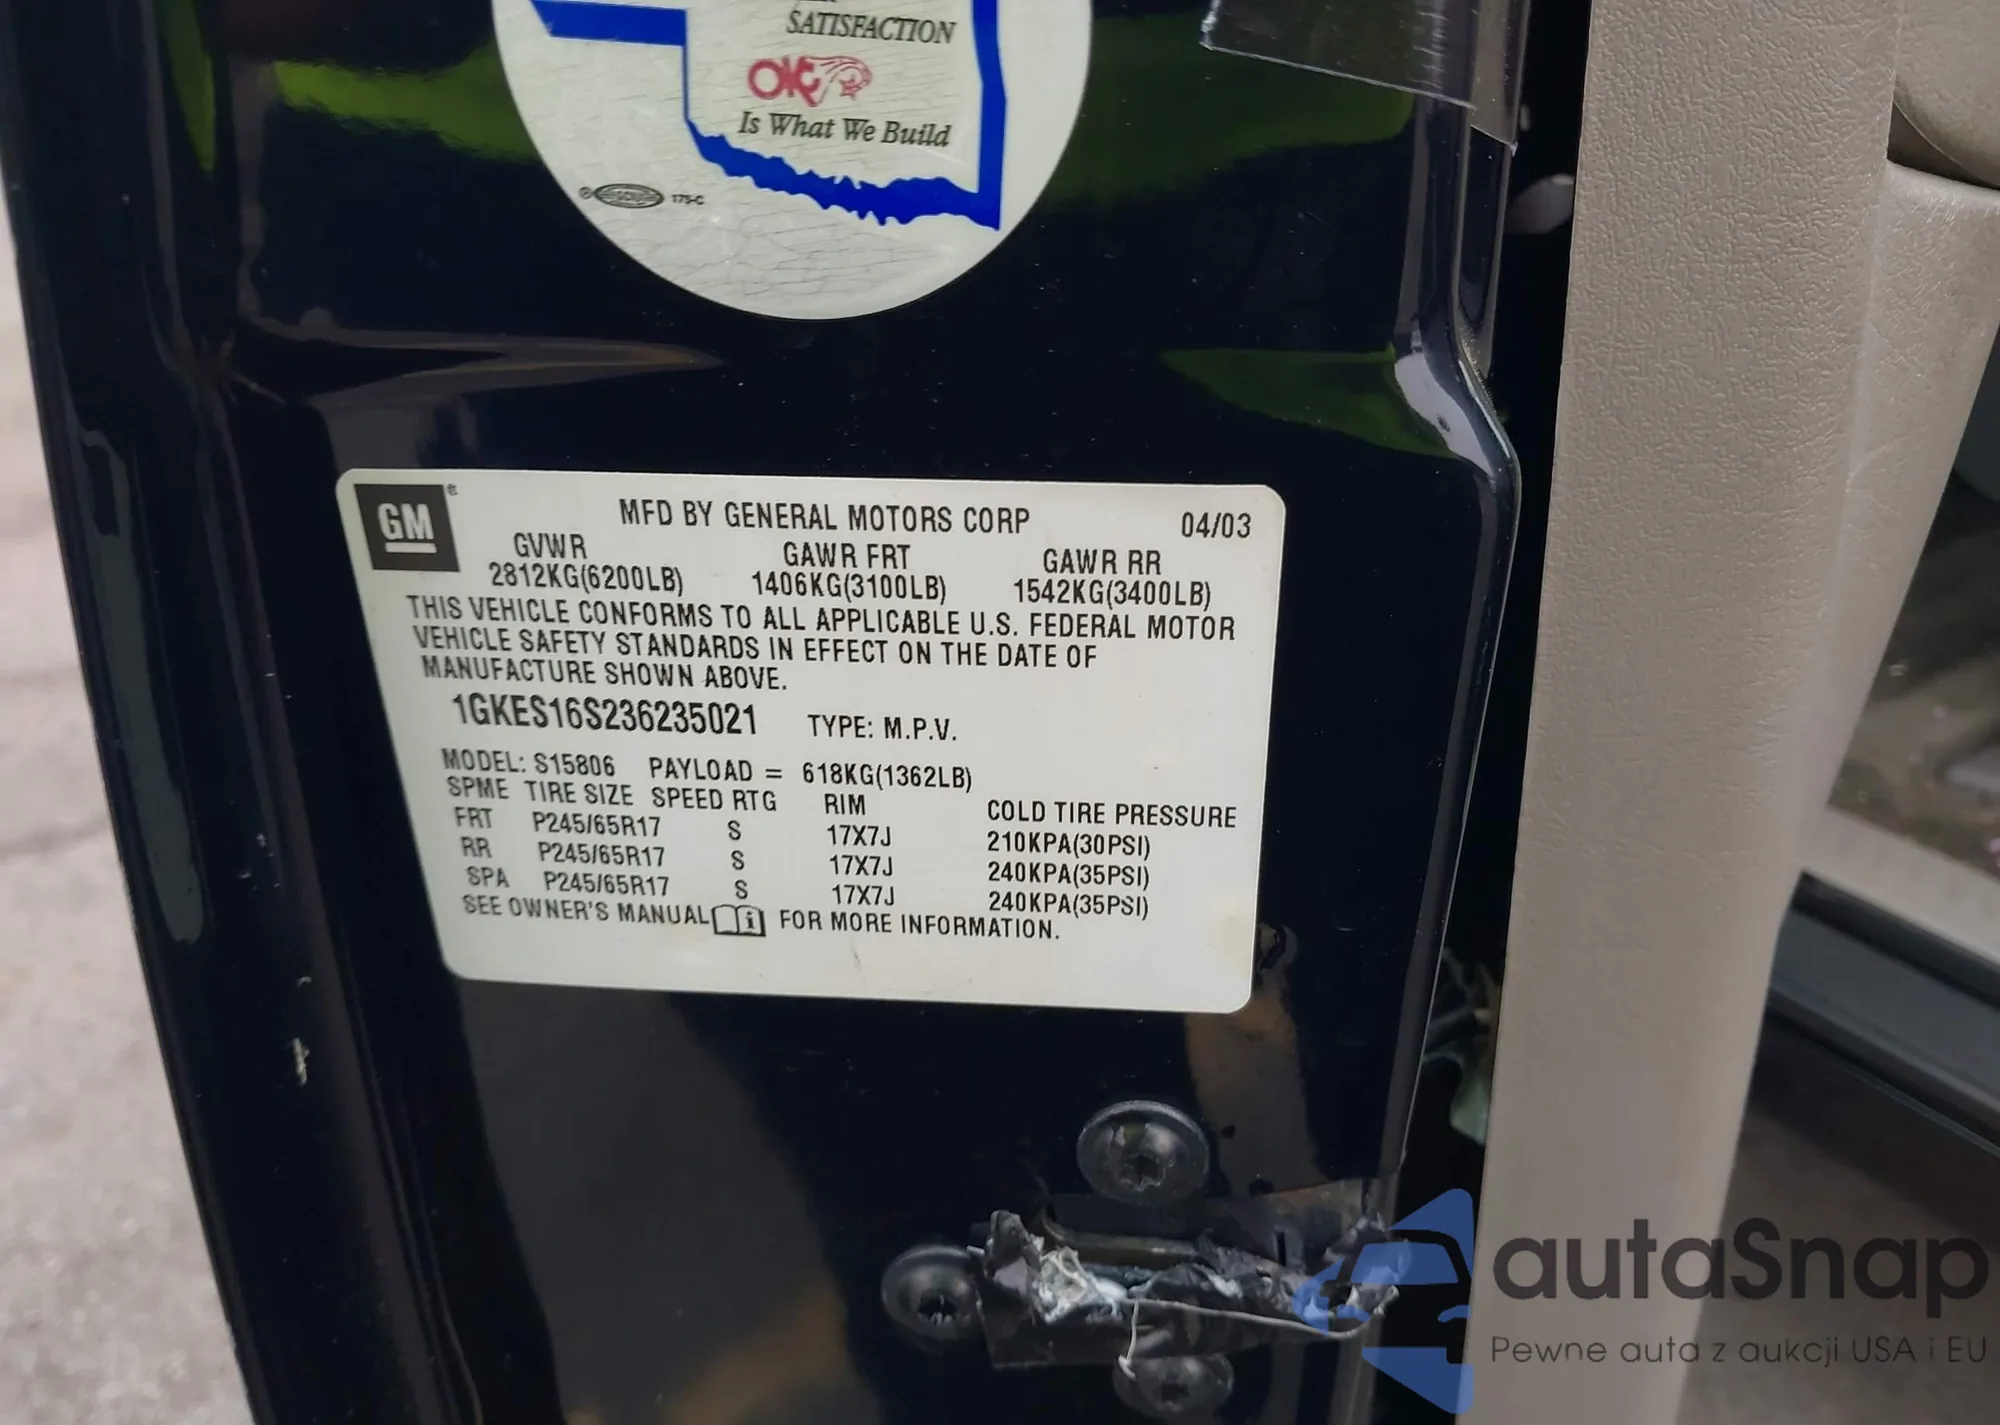 SATISFACTION
OKC
Is What We Build
® 175-C
GM ®
MFD BY GENERAL MOTORS CORP 04/03
GVWR GAWR FRT GAWR RR
2812KG(6200LB) 1406KG(3100LB) 1542KG(3400LB)
THIS VEHICLE CONFORMS TO ALL APPLICABLE U.S. FEDERAL MOTOR
VEHICLE SAFETY STANDARDS IN EFFECT ON THE DATE OF
MANUFACTURE SHOWN ABOVE.
1GKES16S236235021 TYPE: M.P.V.
MODEL: S15806 PAYLOAD = 618KG(1362LB)
SPME TIRE SIZE SPEED RTG RIM COLD TIRE PRESSURE
FRT P245/65R17 S 17X7J 210KPA(30PSI)
RR P245/65R17 S 17X7J 240KPA(35PSI)
SPA P245/65R17 S 17X7J 240KPA(35PSI)
SEE OWNER'S MANUAL FOR MORE INFORMATION.
autaSnap
Pewne auta z aukcji USA i EU